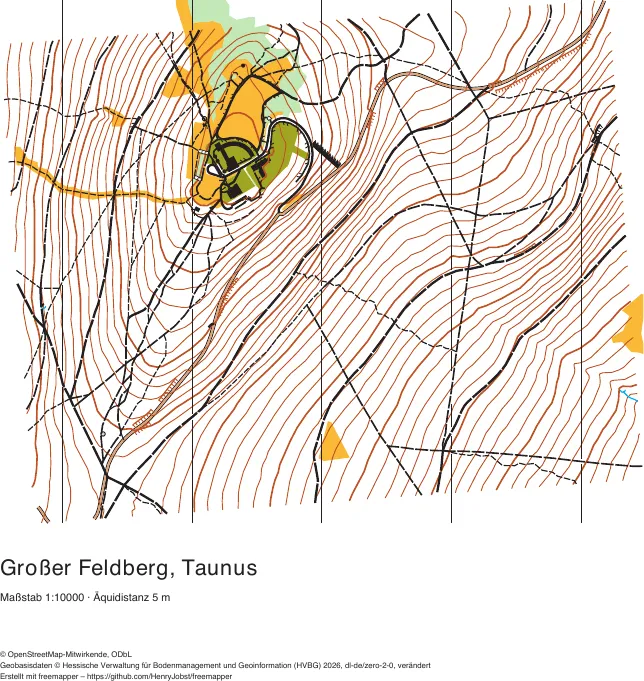 Großer Feldberg, Taunus
Maßstab 1:10000 · Äquidistanz 5 m
© OpenStreetMap-Mitwirkende, ODbL
Geobasisdaten © Hessische Verwaltung für Bodenmanagement und Geoinformation (HVBG) 2026, dl-de/zero-2-0, verändert
Erstellt mit freemapper – https://github.com/HenryJobst/freemapper